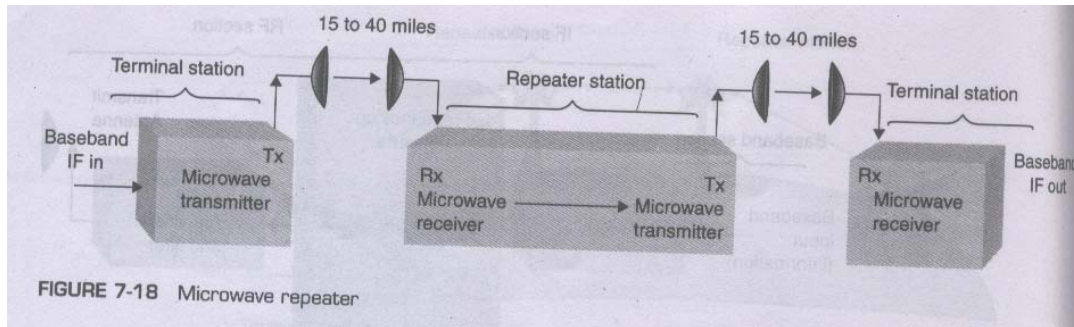 15 to 40 miles
15 to 40 miles
Terminal station
Repeater station
Terminal station
Baseband
IF in
Tx
Microwave
transmitter
Rx
Microwave
receiver
Tx
Microwave
transmitter
Rx
Microwave
receiver
Baseband
IF out
FIGURE 7-18 Microwave repeater